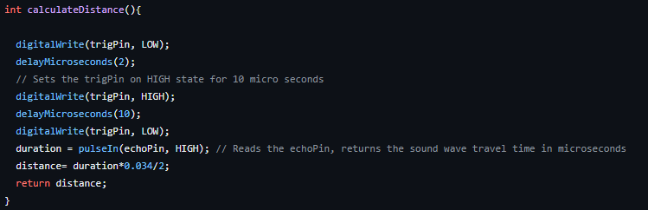 int calculateDistance(){
digitalWrite(trigPin, LOW);
delayMicroseconds(2);
// Sets the trigPin on HIGH state for 10 micro seconds
digitalWrite(trigPin, HIGH);
delayMicroseconds(10);
digitalWrite(trigPin, LOW);
duration = pulseIn(echoPin, HIGH); // Reads the echoPin, returns the sound wave travel time in microseconds
distance= duration*0.034/2;
return distance;
}